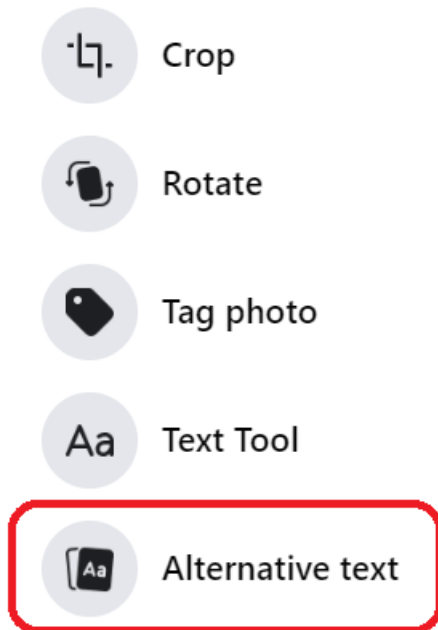 Crop
Rotate
Tag photo
Aa Text Tool
Aa Alternative text